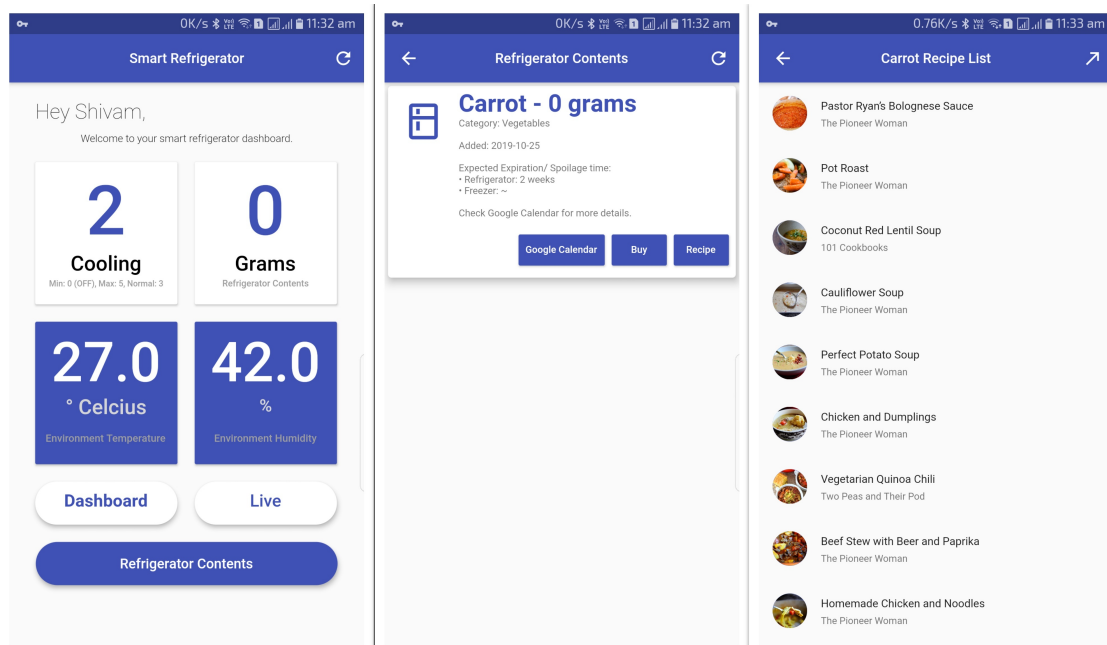 0K/s VoI LTE 1 11:32 am
Smart Refrigerator
Hey Shivam,
Welcome to your smart refrigerator dashboard.
2
Cooling
Min: 0 (OFF), Max: 5, Normal: 3
0
Grams
Refrigerator Contents
27.0
° Celcius
Environment Temperature
42.0
%
Environment Humidity
Dashboard
Live
Refrigerator Contents
0K/s LTE 1 11:32 am
Refrigerator Contents
Carrot - 0 grams
Category: Vegetables
Added: 2019-10-25
Expected Expiration/ Spoilage time:
• Refrigerator: 2 weeks
• Freezer: ~
Check Google Calendar for more details.
Google Calendar Buy Recipe
0.76K/s LTE 1 11:33 am
Carrot Recipe List
Pastor Ryan's Bolognese Sauce
The Pioneer Woman
Pot Roast
The Pioneer Woman
Coconut Red Lentil Soup
101 Cookbooks
Cauliflower Soup
The Pioneer Woman
Perfect Potato Soup
The Pioneer Woman
Chicken and Dumplings
The Pioneer Woman
Vegetarian Quinoa Chili
Two Peas and Their Pod
Beef Stew with Beer and Paprika
The Pioneer Woman
Homemade Chicken and Noodles
The Pioneer Woman